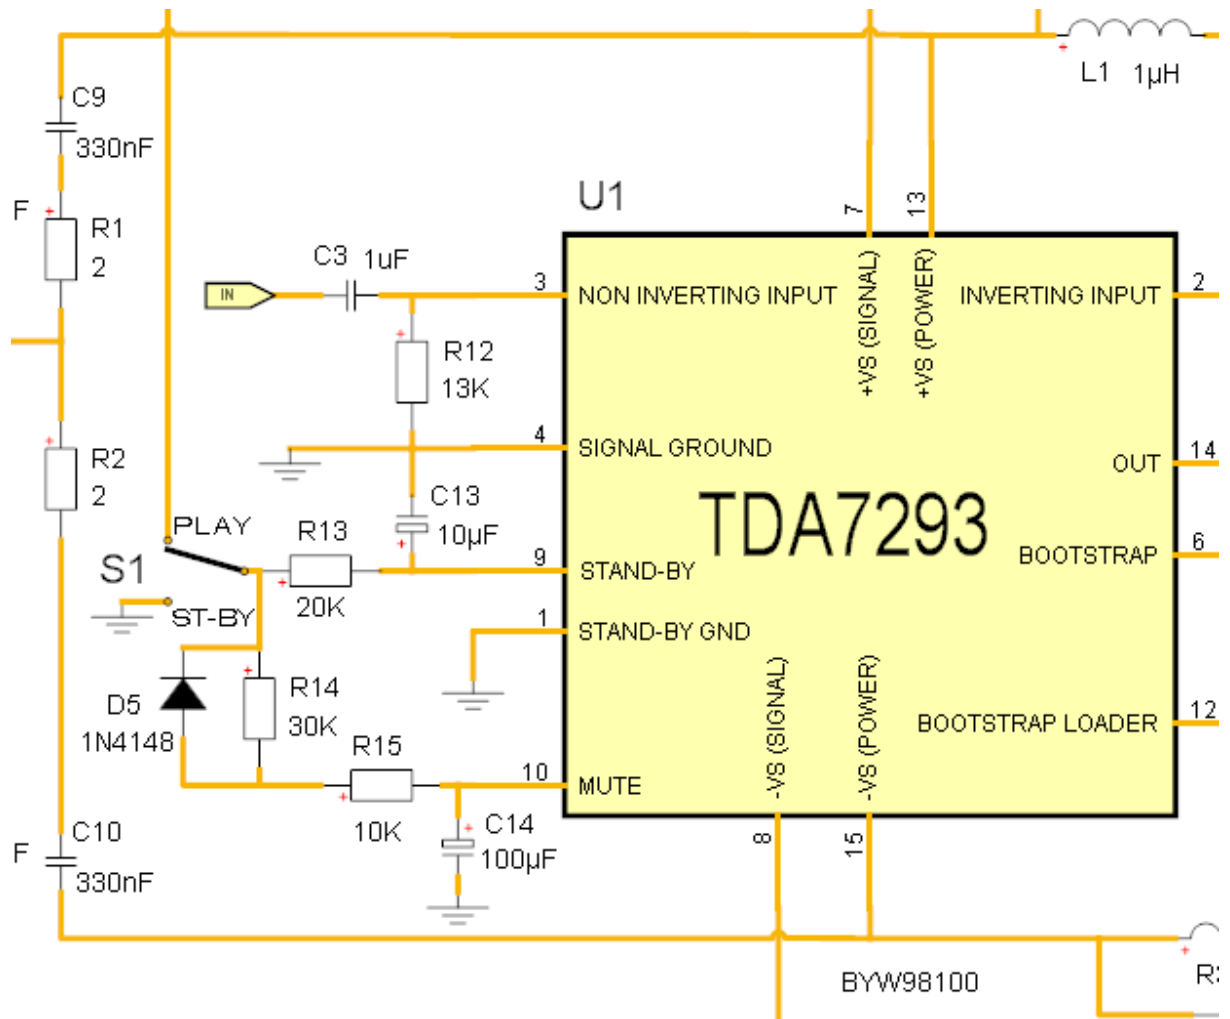 L1 1µH
C9
330nF
F
R1
2
U1
7
13
C3 1uF
IN
3
NON INVERTING INPUT
+VS (SIGNAL)
+VS (POWER)
INVERTING INPUT
2
R12
13K
4
SIGNAL GROUND
R2
2
OUT
14
C13
10µF
TDA7293
PLAY
R13
S1
20K
ST-BY
9
STAND-BY
BOOTSTRAP
6
1
STAND-BY GND
D5
1N4148
R14
30K
-VS (SIGNAL)
-VS (POWER)
BOOTSTRAP LOADER
12
R15
10K
10
MUTE
C14
100µF
8
15
C10
330nF
F
BYW98100